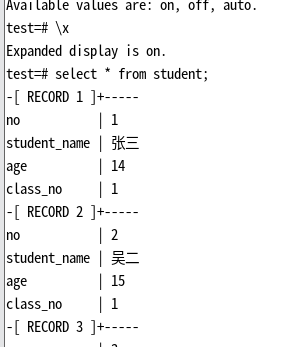 Available values are: on, off, auto.
test=# \x
Expanded display is on.
test=# select * from student;
-[ RECORD 1 ]+-----
no           | 1
student_name | 张三
age          | 14
class_no     | 1
-[ RECORD 2 ]+-----
no           | 2
student_name | 吴二
age          | 15
class_no     | 1
-[ RECORD 3 ]+-----